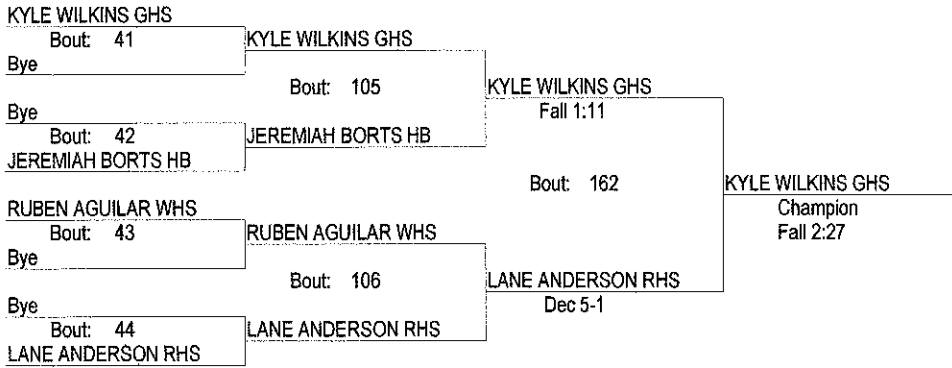 KYLE WILKINS GHS
Bout: 41
Bye
KYLE WILKINS GHS
Bout: 105
Bye
Bout: 42
JEREMIAH BORTS HB
JEREMIAH BORTS HB
KYLE WILKINS GHS
Fall 1:11
Bout: 162
RUBEN AGUILAR WHS
Bout: 43
Bye
RUBEN AGUILAR WHS
Bout: 106
Bye
Bout: 44
LANE ANDERSON RHS
LANE ANDERSON RHS
LANE ANDERSON RHS
Dec 5-1
KYLE WILKINS GHS
Champion
Fall 2:27